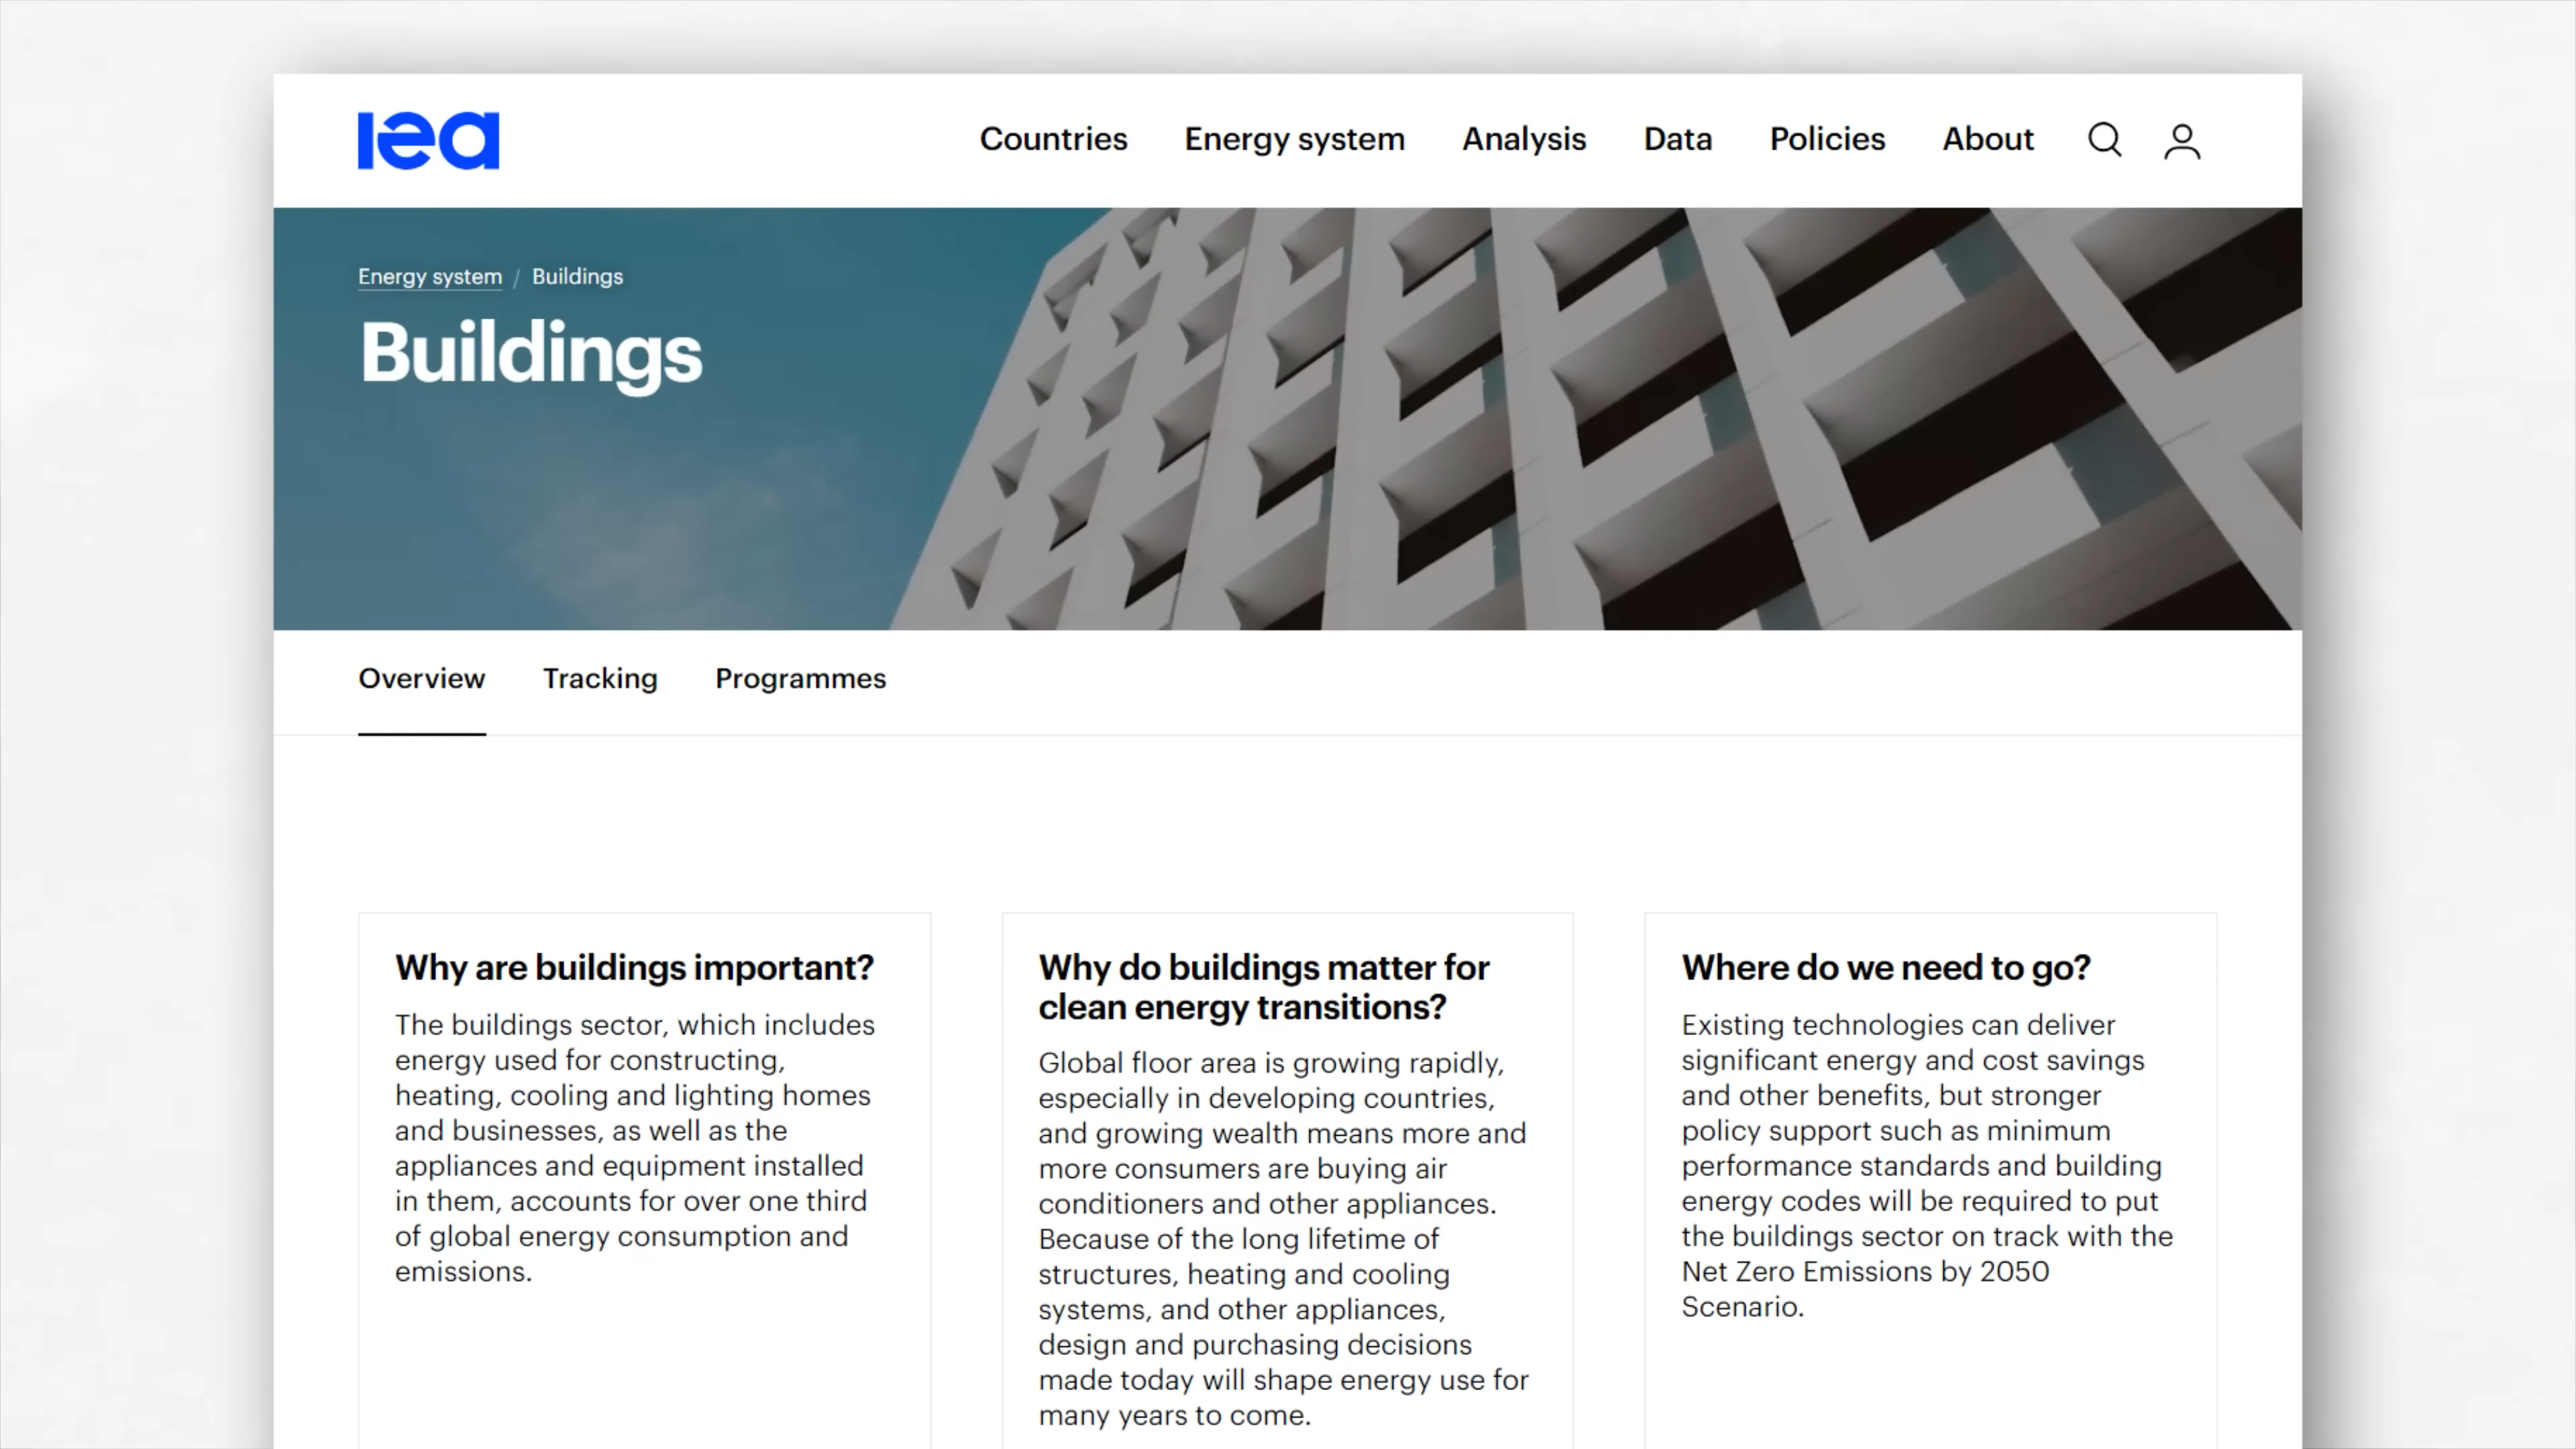 iea
Countries Energy system Analysis Data Policies About
Energy system / Buildings
Buildings
Overview Tracking Programmes
Why are buildings important?
The buildings sector, which includes
energy used for constructing,
heating, cooling and lighting homes
and businesses, as well as the
appliances and equipment installed
in them, accounts for over one third
of global energy consumption and
emissions.
Why do buildings matter for
clean energy transitions?
Global floor area is growing rapidly,
especially in developing countries,
and growing wealth means more and
more consumers are buying air
conditioners and other appliances.
Because of the long lifetime of
structures, heating and cooling
systems, and other appliances,
design and purchasing decisions
made today will shape energy use for
many years to come.
Where do we need to go?
Existing technologies can deliver
significant energy and cost savings
and other benefits, but stronger
policy support such as minimum
performance standards and building
energy codes will be required to put
the buildings sector on track with the
Net Zero Emissions by 2050
Scenario.